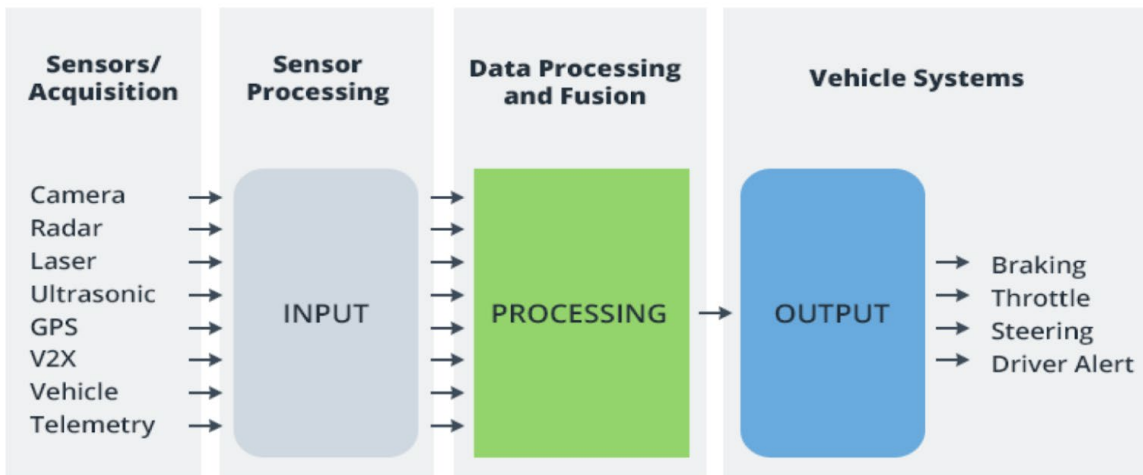 Sensors/
Acquisition
Sensor
Processing
Data Processing
and Fusion
Vehicle Systems
Camera
Radar
Laser
Ultrasonic
GPS
V2X
Vehicle
Telemetry
INPUT
PROCESSING
OUTPUT
Braking
Throttle
Steering
Driver Alert